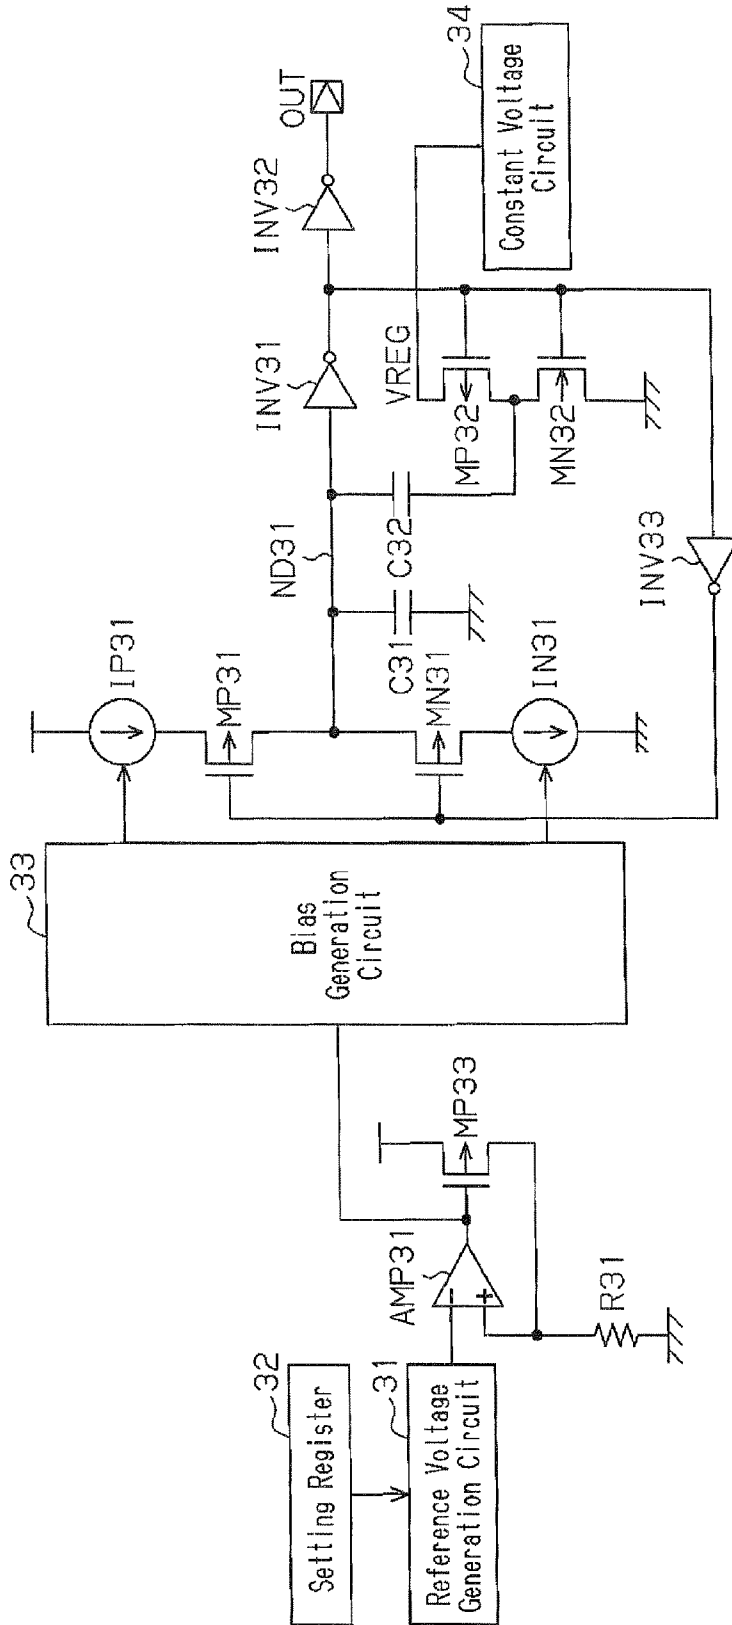 32
Setting Register
31
Reference Voltage
Generation Circuit
AMP31
-
+
MP33
R31
33
Bias
Generation
Circuit
IP31
MP31
MN31
IN31
C31
ND31
C32
INV31
INV32
OUT
VREG
MP32
MN32
INV33
34
Constant Voltage
Circuit